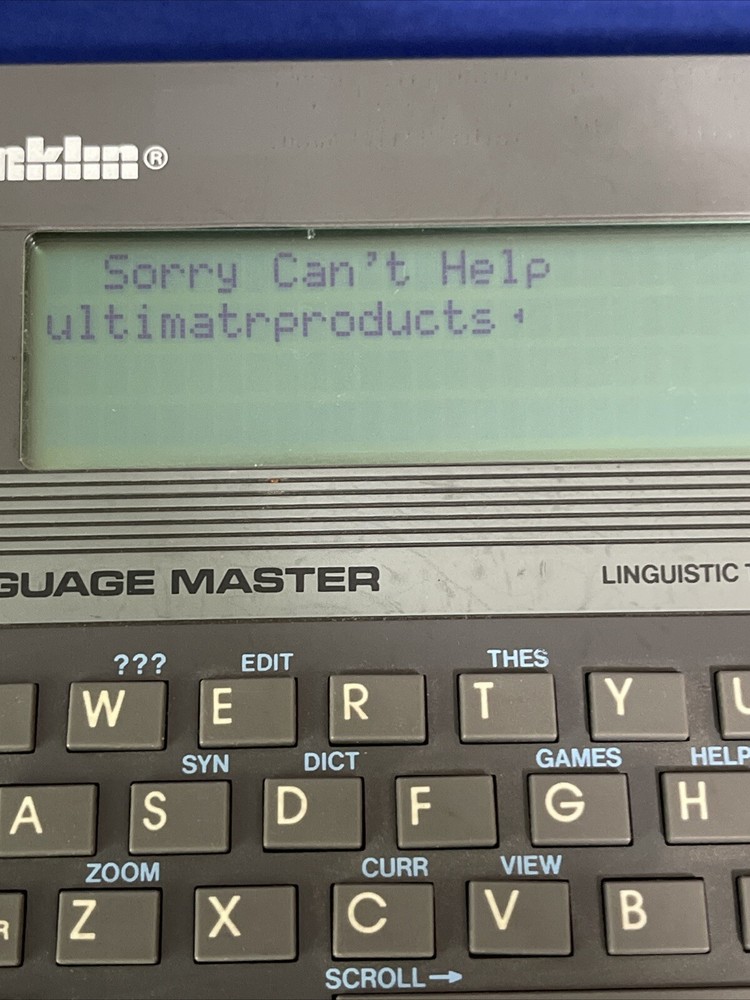 nklin®
Sorry Can't Help
ultimatrproducts
GUAGE MASTER
LINGUISTIC T
??? EDIT THES
W E R T Y U
SYN DICT GAMES HELP
A S D F G H
ZOOM CURR VIEW
R Z X C V B
SCROLL→